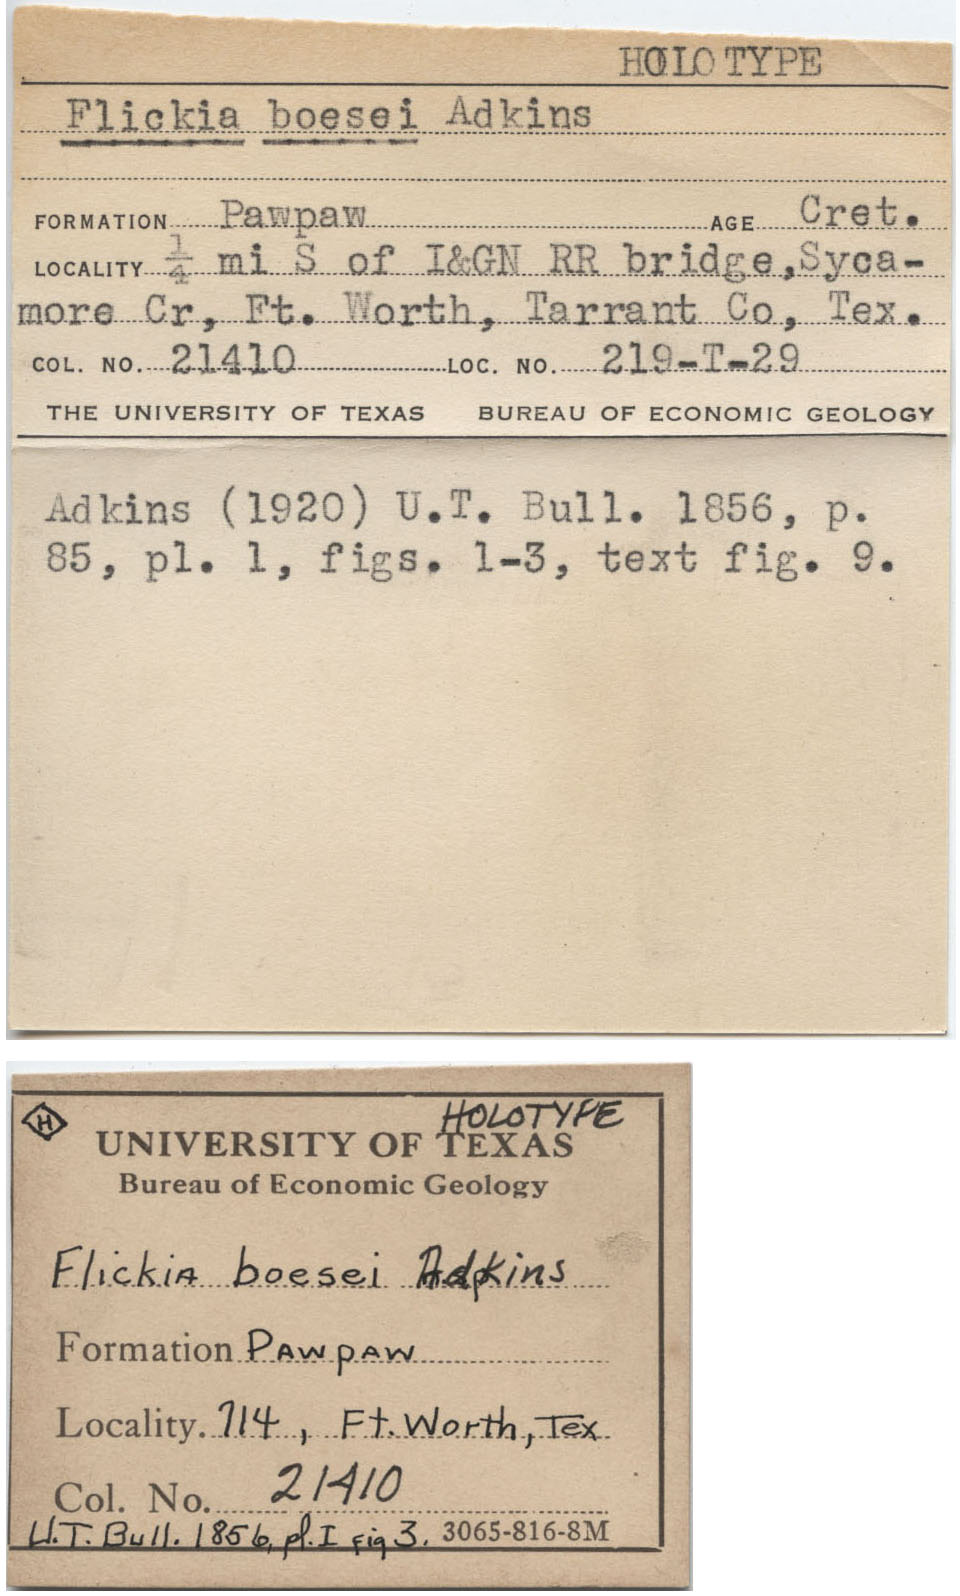 HOLOTYPE
Flickia boesei Adkins
FORMATION Pawpaw AGE Cret.
LOCALITY 1/4 mi S of I&GN RR bridge,Syca-
more Cr, Ft. Worth, Tarrant Co, Tex.
COL. NO. 21410 LOC. NO. 219-T-29
THE UNIVERSITY OF TEXAS BUREAU OF ECONOMIC GEOLOGY
Adkins (1920) U.T. Bull. 1856, p.
85, pl. 1, figs. 1-3, text fig. 9.
H
HOLOTYPE
UNIVERSITY OF TEXAS
Bureau of Economic Geology
Flickia boesei Adkins
Formation Pawpaw
Locality. 714, Ft. Worth, Tex
Col. No. 21410
U.T. Bull. 1856, pl. I fig 3. 3065-816-8M